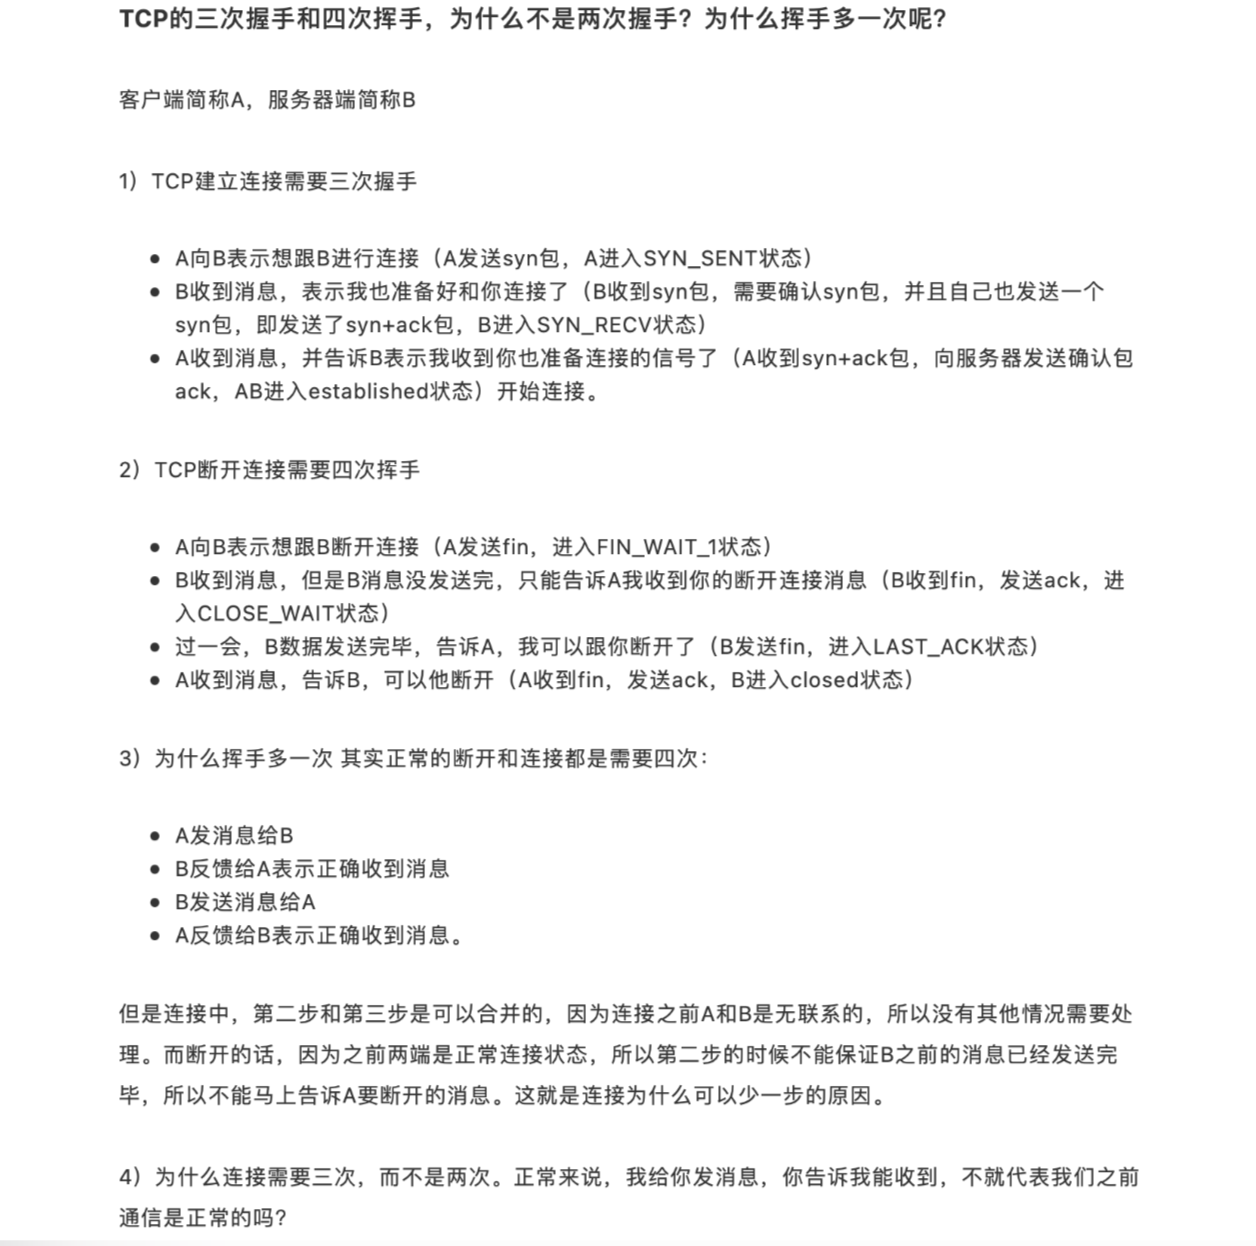 TCP的三次握手和四次挥手，为什么不是两次握手？为什么挥手多一次呢？
客户端简称A，服务器端简称B
1）TCP建立连接需要三次握手
● A向B表示想跟B进行连接（A发送syn包，A进入SYN_SENT状态）
● B收到消息，表示我也准备好和你连接了（B收到syn包，需要确认syn包，并且自己也发送一个
syn包，即发送了syn+ack包，B进入SYN_RECV状态）
● A收到消息，并告诉B表示我收到你也准备连接的信号了（A收到syn+ack包，向服务器发送确认包
ack，AB进入established状态）开始连接。
2）TCP断开连接需要四次挥手
● A向B表示想跟B断开连接（A发送fin，进入FIN_WAIT_1状态）
● B收到消息，但是B消息没发送完，只能告诉A我收到你的断开连接消息（B收到fin，发送ack，进
入CLOSE_WAIT状态）
● 过一会，B数据发送完毕，告诉A，我可以跟你断开了（B发送fin，进入LAST_ACK状态）
● A收到消息，告诉B，可以他断开（A收到fin，发送ack，B进入closed状态）
3）为什么挥手多一次 其实正常的断开和连接都是需要四次：
● A发消息给B
● B反馈给A表示正确收到消息
● B发送消息给A
● A反馈给B表示正确收到消息。
但是连接中，第二步和第三步是可以合并的，因为连接之前A和B是无联系的，所以没有其他情况需要处
理。而断开的话，因为之前两端是正常连接状态，所以第二步的时候不能保证B之前的消息已经发送完
毕，所以不能马上告诉A要断开的消息。这就是连接为什么可以少一步的原因。
4）为什么连接需要三次，而不是两次。正常来说，我给你发消息，你告诉我能收到，不就代表我们之前
通信是正常的吗？